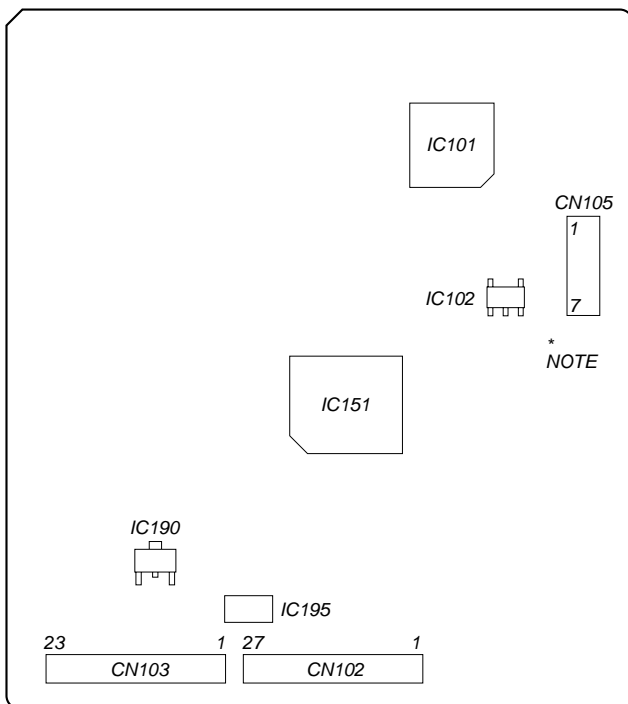 IC101
CN105
1
IC102
7
*
NOTE
IC151
IC190
IC195
23 1 27 1
CN103 CN102